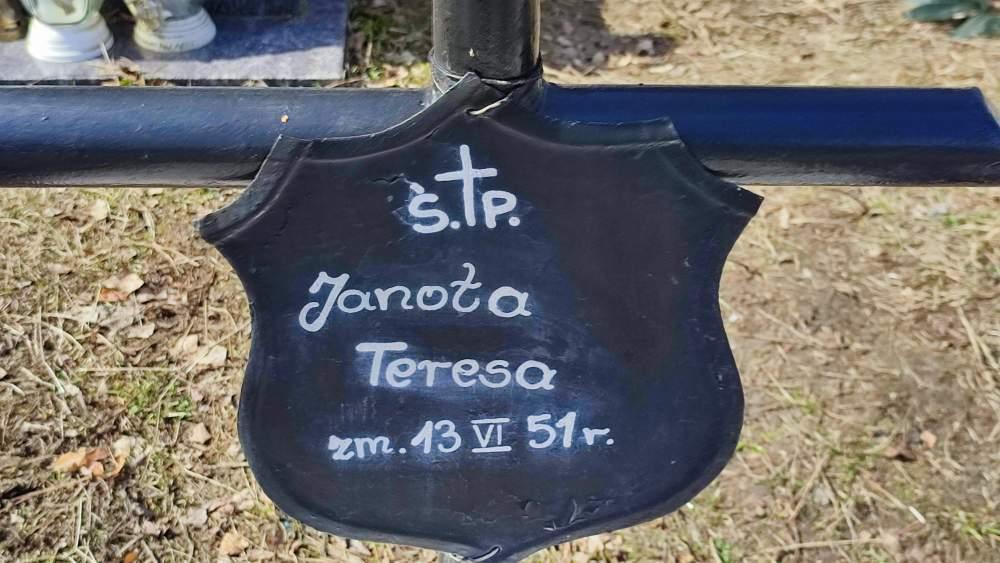 Ś.†P.
Janota
Teresa
zm. 13 VI 51 r.